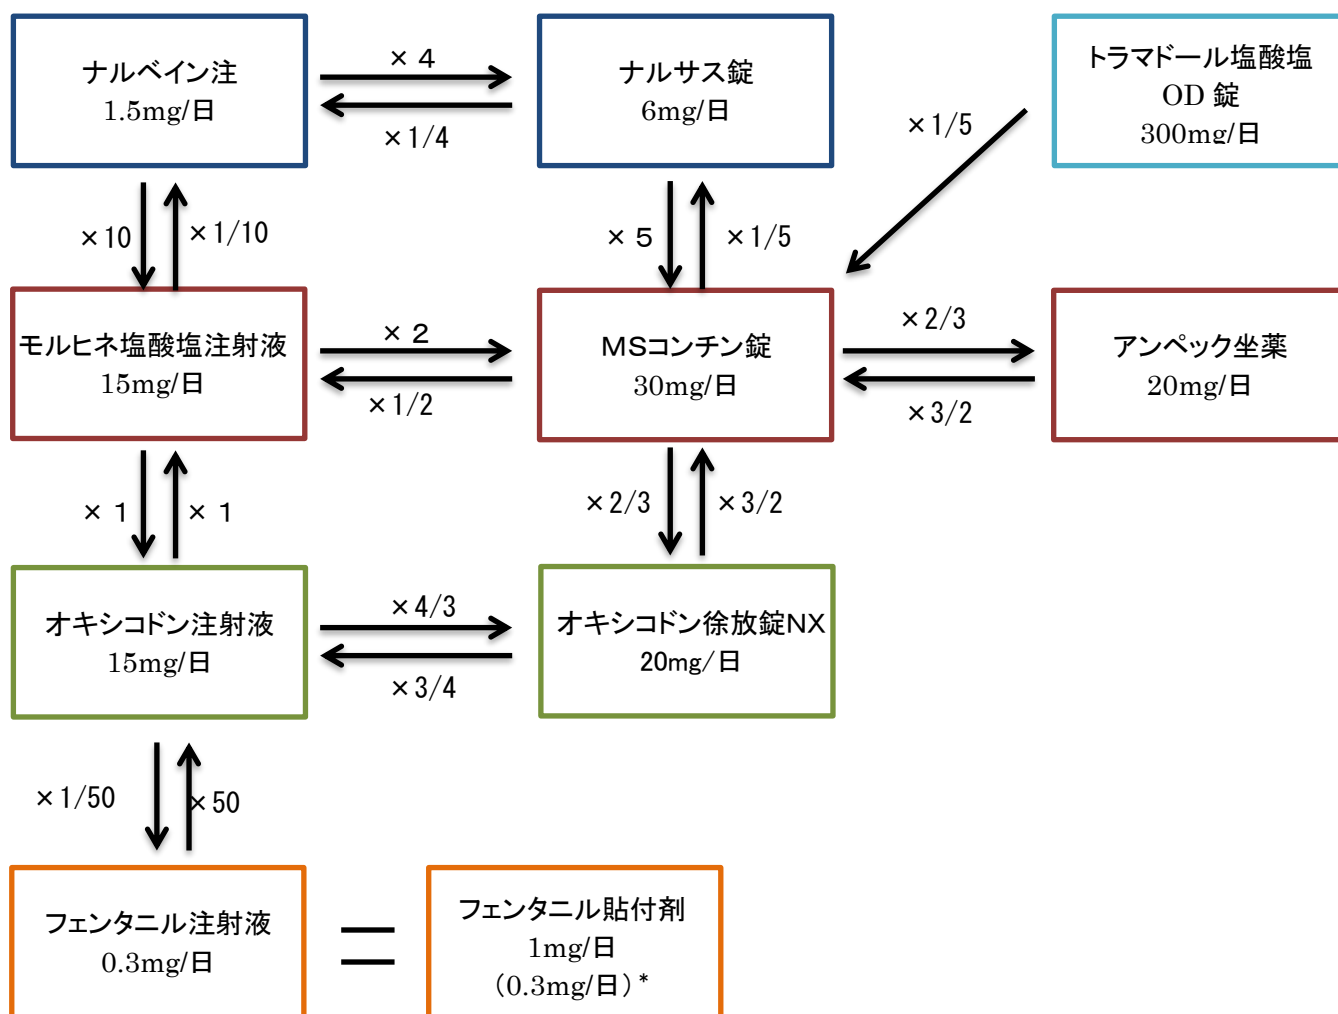 ナルベイン注
1.5mg/日
×４
×1/4
ナルサス錠
6mg/日
トラマドール塩酸塩
OD 錠
300mg/日
×1/5
×10
×1/10
×５
×1/5
モルヒネ塩酸塩注射液
15mg/日
×２
×1/2
MSコンチン錠
30mg/日
×2/3
×3/2
アンペック坐薬
20mg/日
×１
×１
×2/3
×3/2
オキシコドン注射液
15mg/日
×4/3
×3/4
オキシコドン徐放錠NX
20mg/日
×1/50
×50
フェンタニル注射液
0.3mg/日
＝
フェンタニル貼付剤
1mg/日
（0.3mg/日）*